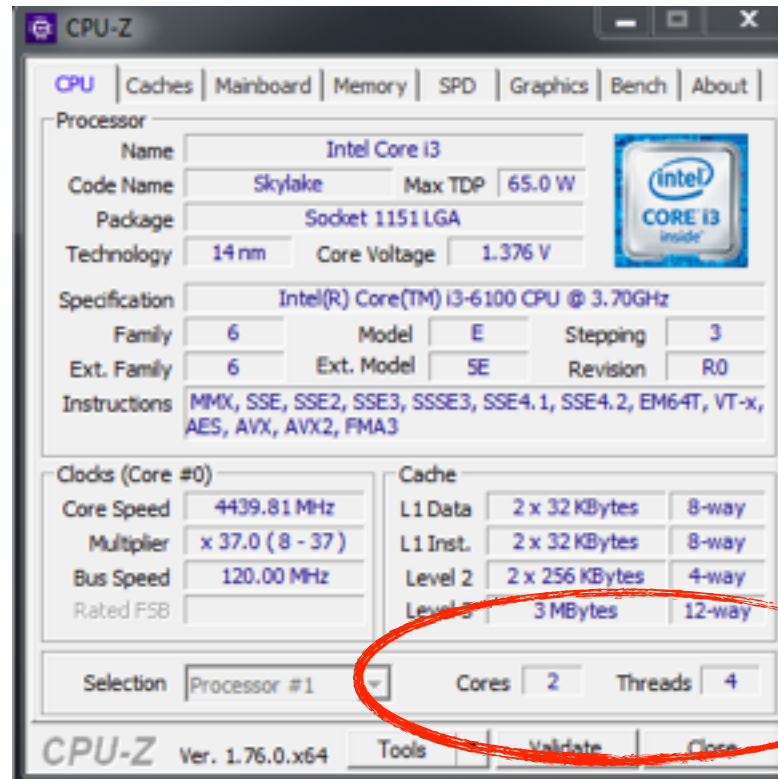 CPU-Z
CPU Caches Mainboard Memory SPD Graphics Bench About
Processor
Name Intel Core i3
Code Name Skylake Max TDP 65.0 W
Package Socket 1151 LGA
Technology 14 nm Core Voltage 1.376 V
intel
CORE i3
inside
Specification Intel(R) Core(TM) i3-6100 CPU @ 3.70GHz
Family 6 Model E Stepping 3
Ext. Family 6 Ext. Model 5E Revision R0
Instructions MMX, SSE, SSE2, SSE3, SSSE3, SSE4.1, SSE4.2, EM64T, VT-x,
AES, AVX, AVX2, FMA3
Clocks (Core #0) Cache
Core Speed 4439.81 MHz L1 Data 2 x 32 KBytes 8-way
Multiplier x 37.0 ( 8 - 37 ) L1 Inst. 2 x 32 KBytes 8-way
Bus Speed 120.00 MHz Level 2 2 x 256 KBytes 4-way
Rated FSB Level 3 3 MBytes 12-way
Selection Processor #1 Cores 2 Threads 4
CPU-Z Ver. 1.76.0.x64 Tools Validate Close